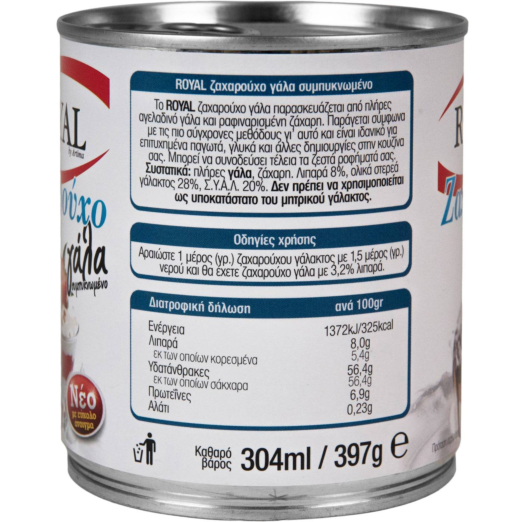 ROYAL ζαχαρούχο γάλα συμπυκνωμένο
Το ROYAL ζαχαρούχο γάλα παρασκευάζεται από πλήρες
αγελαδινό γάλα και ραφιναρισμένη ζάχαρη. Παράγεται σύμφωνα
με τις πιο σύγχρονες μεθόδους γι' αυτό και είναι ιδανικό για
επιτυχημένα παγωτά, γλυκά και άλλες δημιουργίες στην κουζίνα
σας. Μπορεί να συνοδεύσει τέλεια τα ζεστά ροφήματά σας.
Συστατικά: πλήρες γάλα, ζάχαρη. Λιπαρά 8%, ολικά στερεά
γάλακτος 28%, Σ.Υ.Α.Λ. 20%. Δεν πρέπει να χρησιμοποιείται
ως υποκατάστατο του μητρικού γάλακτος.
Οδηγίες χρήσης
Αραιώστε 1 μέρος (γρ.) ζαχαρούχου γάλακτος με 1,5 μέρος (γρ.)
νερού και θα έχετε ζαχαρούχο γάλα με 3,2% λιπαρά.
Διατροφική δήλωση ανά 100gr
Ενέργεια 1372kJ/325kcal
Λιπαρά 8,0g
εκ των οποίων κορεσμένα 5,4g
Υδατάνθρακες 56,4g
εκ των οποίων σάκχαρα 56,4g
Πρωτεΐνες 6,9g
Αλάτι 0,23g
Καθαρό
βάρος 304ml / 397g e
YAL
ούχο
γάλα
συμπυκνωμένο
Νέο
με εύκολο
άνοιγμα
R
Ζα